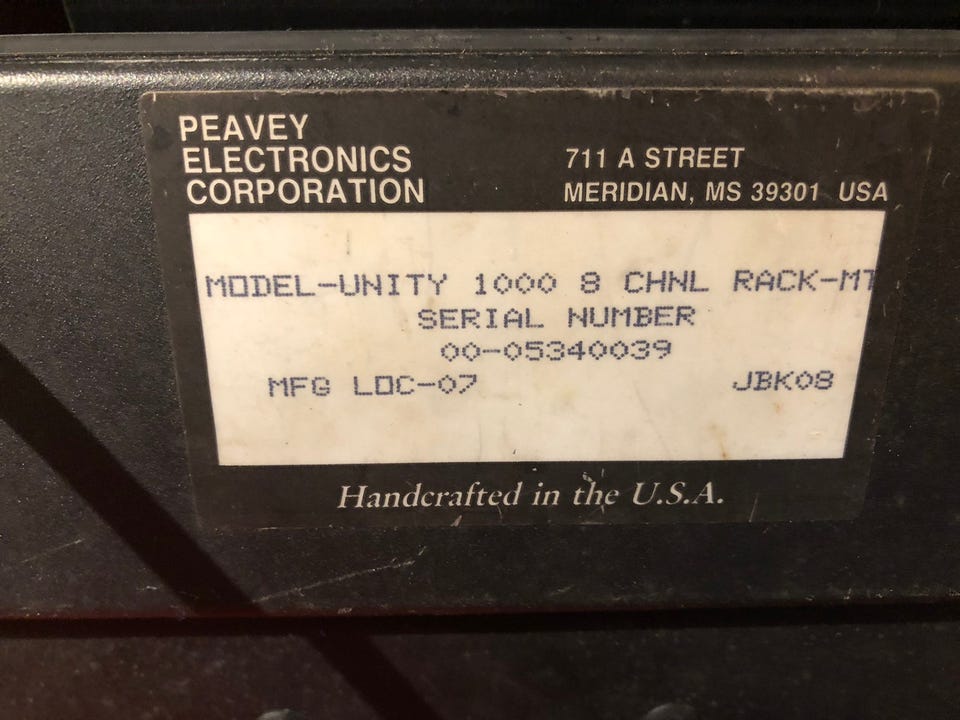 PEAVEY
ELECTRONICS
CORPORATION
711 A STREET
MERIDIAN, MS 39301 USA
MODEL-UNITY 1000 8 CHNL RACK-MT
SERIAL NUMBER
00-05340039
MFG LOC-07 JBK08
Handcrafted in the U.S.A.